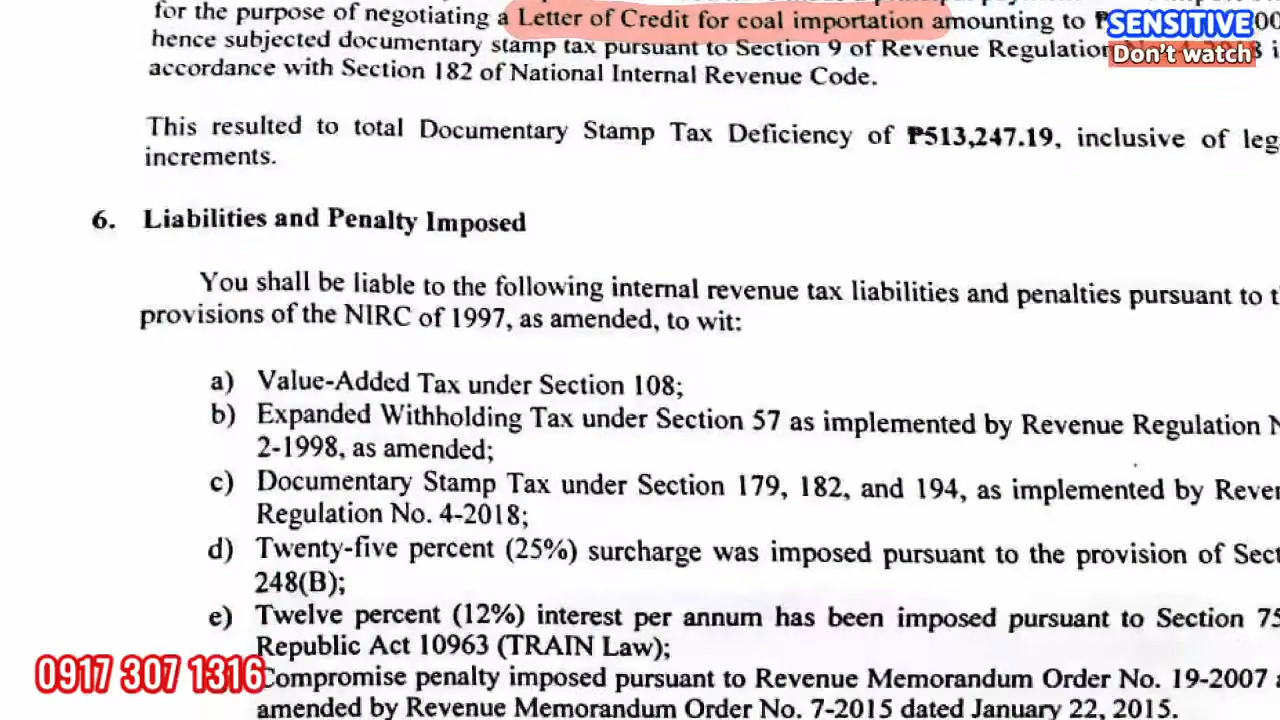 for the purpose of negotiating a Letter of Credit for coal importation amounting to ₱
SENSITIVE
hence subjected documentary stamp tax pursuant to Section 9 of Revenue Regulation
Don't watch
accordance with Section 182 of National Internal Revenue Code.
This resulted to total Documentary Stamp Tax Deficiency of ₱513,247.19, inclusive of leg
increments.
6. Liabilities and Penalty Imposed
You shall be liable to the following internal revenue tax liabilities and penalties pursuant to t
provisions of the NIRC of 1997, as amended, to wit:
a) Value-Added Tax under Section 108;
b) Expanded Withholding Tax under Section 57 as implemented by Revenue Regulation N
2-1998, as amended;
c) Documentary Stamp Tax under Section 179, 182, and 194, as implemented by Reven
Regulation No. 4-2018;
d) Twenty-five percent (25%) surcharge was imposed pursuant to the provision of Sect
248(B);
e) Twelve percent (12%) interest per annum has been imposed pursuant to Section 75
Republic Act 10963 (TRAIN Law);
0917 307 1316
Compromise penalty imposed pursuant to Revenue Memorandum Order No. 19-2007 a
amended by Revenue Memorandum Order No. 7-2015 dated January 22, 2015.